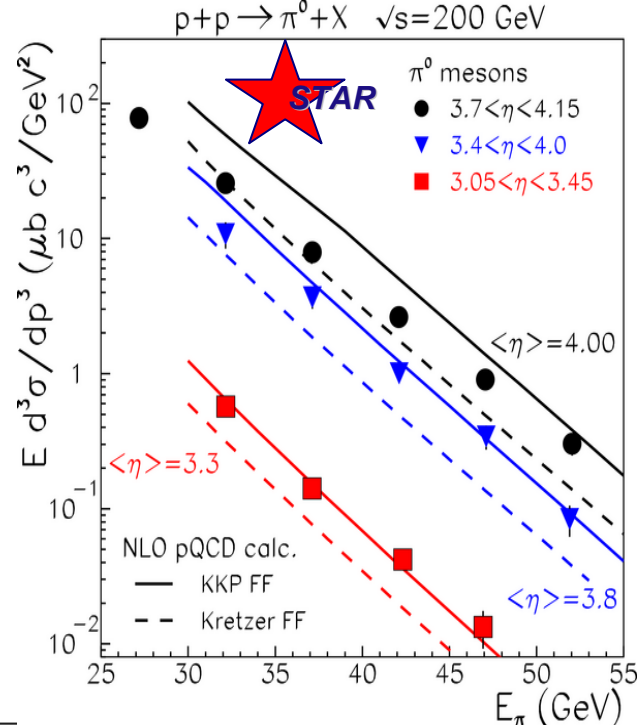 p+p → π⁰+X √s=200 GeV
STAR
π⁰ mesons
3.7<η<4.15
3.4<η<4.0
3.05<η<3.45
E d³σ/dp³ (μb c³/GeV²)
10²
10
1
10⁻¹
10⁻²
<η>=4.00
<η>=3.3
<η>=3.8
NLO pQCD calc.
KKP FF
Kretzer FF
25 30 35 40 45 50 55
E_π (GeV)